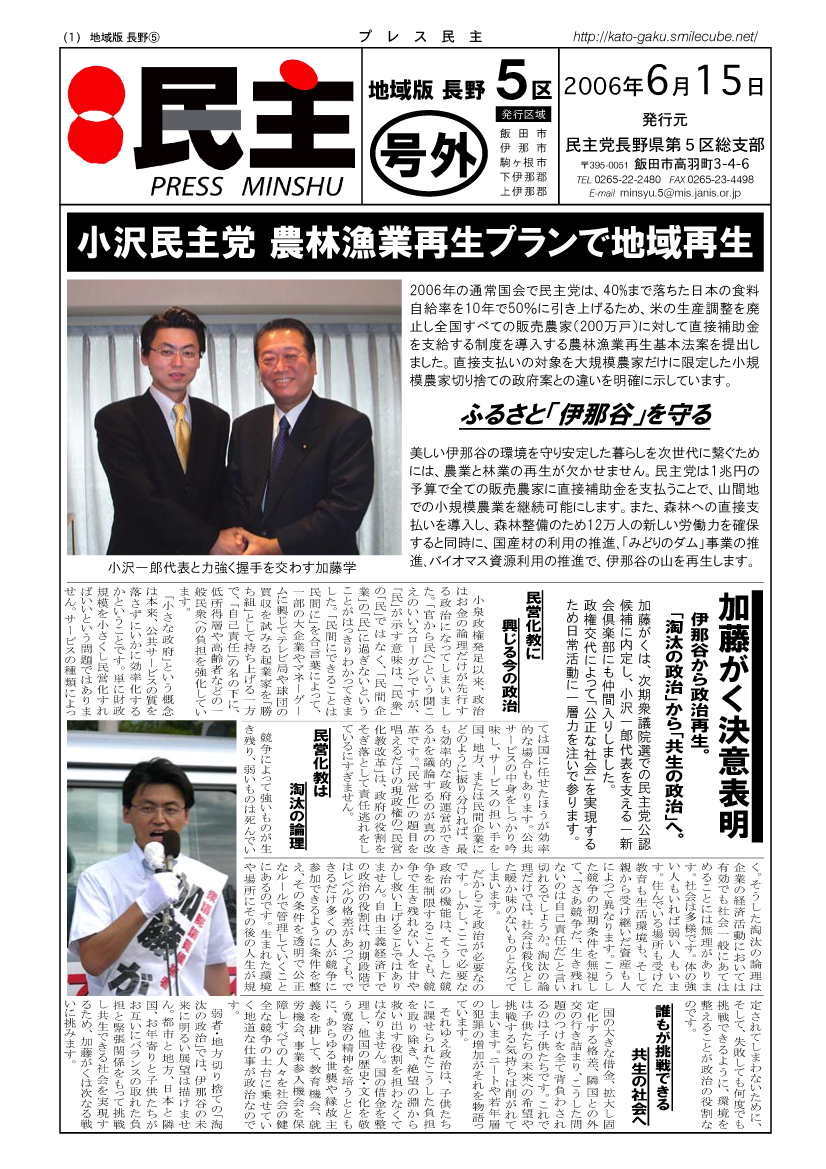 (1) 地域版 長野⑤
プレス民主
http://kato-gaku.smilecube.net/
民主
PRESS MINSHU
地域版 長野 5区
号外
発行区域
飯田市
伊那市
駒ヶ根市
下伊那郡
上伊那郡
2006年6月15日
発行元
民主党長野県第5区総支部
〒395-0051 飯田市高羽町3-4-6
TEL 0265-22-2480 FAX 0265-23-4498
E-mail minsyu.5@mis.janis.or.jp
小沢民主党 農林漁業再生プランで地域再生
2006年の通常国会で民主党は、40%まで落ちた日本の食料
自給率を10年で50%に引き上げるため、米の生産調整を廃
止し全国すべての販売農家(200万戸)に対して直接補助金
を支給する制度を導入する農林漁業再生基本法案を提出し
ました。直接支払いの対象を大規模農家だけに限定した小規
模農家切り捨ての政府案との違いを明確に示しています。
ふるさと「伊那谷」を守る
美しい伊那谷の環境を守り安定した暮らしを次世代に繋ぐため
には、農業と林業の再生が欠かせません。民主党は1兆円の
予算で全ての販売農家に直接補助金を支払うことで、山間地
での小規模農業を継続可能にします。また、森林への直接支
払いを導入し、森林整備のため12万人の新しい労働力を確保
すると同時に、国産材の利用の推進、「みどりのダム」事業の推
進、バイオマス資源利用の推進で、伊那谷の山を再生します。
小沢一郎代表と力強く握手を交わす加藤学
加藤がく決意表明
伊那谷から政治再生。
「淘汰の政治」から「共生の政治」へ。
加藤がくは、次期衆議院選での民主党公認
候補に内定し、小沢一郎代表を支える一新
会倶楽部にも仲間入りしました。
政権交代によって「公正な社会」を実現する
ため日常活動に一層力を注いで参ります。
民営化教に
興じる今の政治
小泉政権発足以来、政治
はお金の論理だけが先行す
る政治になってしまいまし
た。「官から民へ」という聞こ
えのいいスローガンですが、
「民」が示す意味は、「民衆
の「民」ではなく、「民間企
業」の「民」に過ぎないという
ことがはっきりわかってきま
した。「民間にできることは
民間に」を合言葉によって、
一部の大企業やマネーゲー
ムに興じてテレビ局や球団の
買収を試みる起業家を「勝
ち組」として持ち上げる一方
で、「自己責任」の名の下に、
低所得層や高齢者などの一
般民衆への負担を強化してい
ます。
「小さな政府」という概念
は本来、公共サービスの質を
落さずにいかに効率化する
かということです。単に財政
規模を小さくし民営化すれ
ばいいという問題ではありま
せん。サービスの種類によっ
ては国に任せたほうが効率
的な場合もあります。公共
サービスの中身をしっかり吟
味し、サービスの担い手を
国、地方、または民間企業に
どのように振り分ければ、最
も効率的な政府運営ができ
るかを議論するのが真の改
革です。「民営化」の題目を
唱えるだけの現政権の「民営
化教改革」は、政府の役割を
そぎ落として責任逃れをし
ているにすぎません。
民営化教は
淘汰の論理
競争によって強いものが生
き残り、弱いものは死んでい
く。そうした淘汰の論理は
企業の経済活動においては
有効でも社会一般にあては
めることには無理がありま
す。社会は多様です。体の強
い人もいれば弱い人もいま
す。住んでいる場所も受けた
教育も生活環境も、そして
親から受け継いだ資産も人
によって異なります。こうし
た競争の初期条件を無視し
て、「さあ競争だ、生き残れ
ないのは自己責任だ」と言い
切れるでしょうか。淘汰の論
理だけでは、社会は殺伐とし
た暖か味のないものとなって
しまいます。
だからこそ政治が必要なの
です。しかし、ここで必要な
政治の機能は、そうした競
争を制限することでも、競
争で生き残れない人を甘や
かし救い上げることではあり
ません。自由主義経済下で
の政治の役割は、初期段階で
はレベルの格差があっても、で
きるだけ多くの人が競争に
参加できるように条件を整
え、その条件を透明で公正
なルールで管理していくこと
にあるのです。生まれた環境
や場所にその後の人生が規
定されてしまわないために、
そして、失敗しても何度でも
挑戦できるように、環境を
整えることが政治の役割な
のです。
誰もが挑戦できる
共生の社会へ
国の大きな借金、拡大し固
定化する格差、隣国との外
交の行き詰まり、こうした問
題のつけを全て背負わされ
るのは子供たちです。これで
は子供たちの未来への希望や
挑戦する気持ちは削がれて
しまいます。ニートや若年層
の犯罪の増加がそれを物語っ
ています。
それゆえ政治は、子供たち
に課せられたこうした負担
を取り除き、絶望の淵から
救い出す役割を担わなくて
はなりません。国の借金を整
理し、他国の歴史・文化を敬
う寛容の精神を培うととも
に、あらゆる世襲や縁故主
義を排して、教育機会、就
労機会、事業参入機会を保
障しすべての人々を社会の健
全な競争の土台に乗せてい
く地道な仕事が政治なので
す。
弱者・地方切り捨ての「淘
汰の政治」では、伊那谷の未
来に明るい展望は描けませ
ん。都市と地方、日本と隣
国、お年寄りと子供たちが
お互いにバランスの取れた負
担と緊張関係をもって挑戦
し共生できる社会を実現す
るため、加藤がくは次なる戦
いに挑みます。